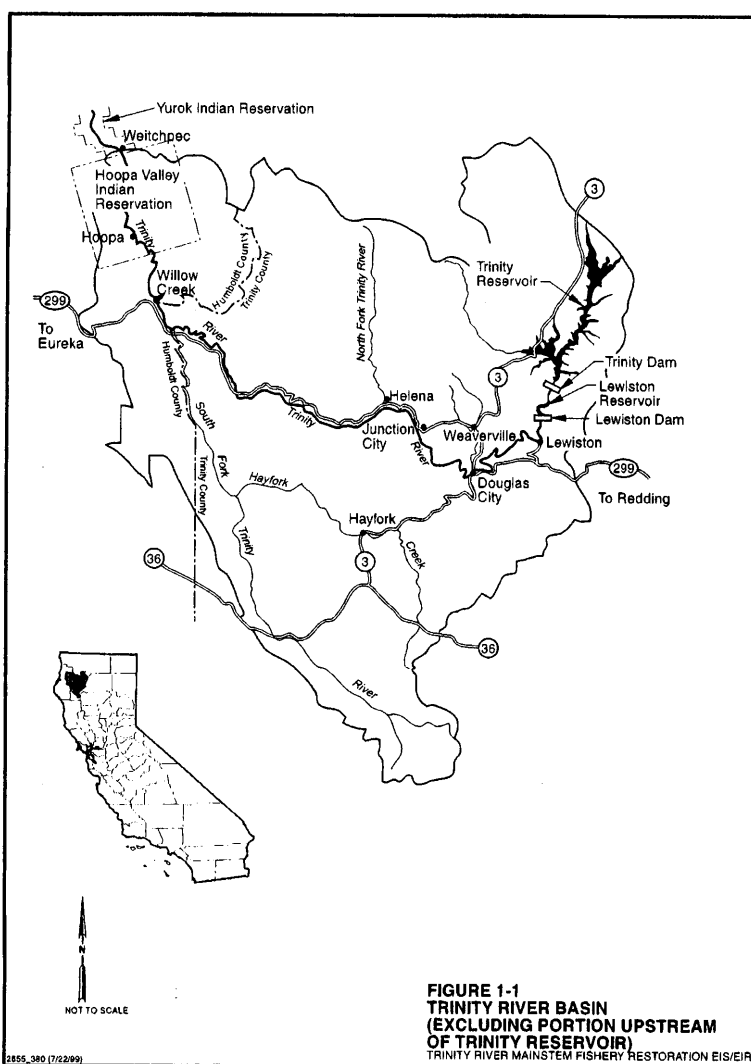 Yurok Indian Reservation
Weitchpec
Hoopa Valley
Indian
Reservation
Hoopa
Trinity
Willow
Creek
299
To
Eureka
River
Humboldt County
Trinity County
North Fork Trinity River
3
Trinity
Reservoir
Trinity Dam
Lewiston
Reservoir
Lewiston Dam
Lewiston
3
Helena
Junction
City
Weaverville
Trinity
River
Douglas
City
299
To Redding
Humboldt County
Trinity County
South
Fork
Trinity
River
Hayfork
Creek
Hayfork
3
36
36
N
NOT TO SCALE
FIGURE 1-1
TRINITY RIVER BASIN
(EXCLUDING PORTION UPSTREAM
OF TRINITY RESERVOIR)
TRINITY RIVER MAINSTEM FISHERY RESTORATION EIS/EIR
2855_380 (7/22/99)